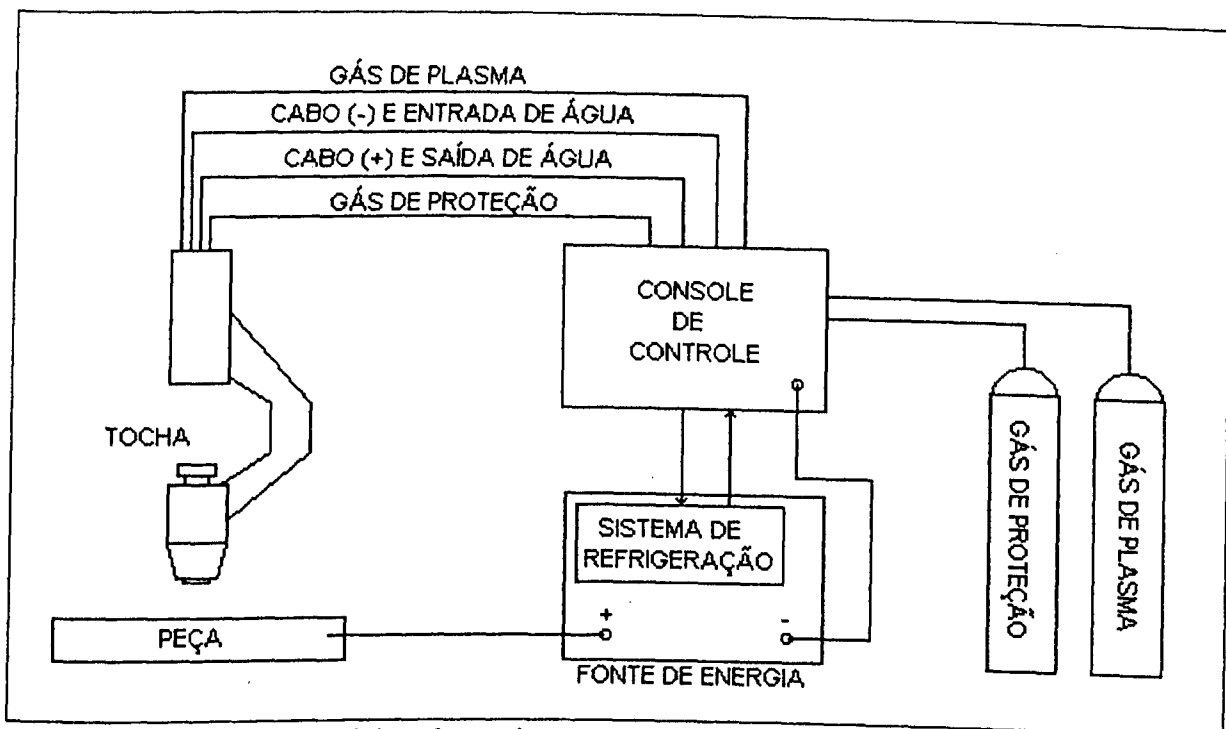 GÁS DE PLASMA
CABO (-) E ENTRADA DE ÁGUA
CABO (+) E SAÍDA DE ÁGUA
GÁS DE PROTEÇÃO
CONSOLE
DE
CONTROLE
TOCHA
SISTEMA DE
REFRIGERAÇÃO
+
-
PEÇA
FONTE DE ENERGIA
GÁS DE PROTEÇÃO
GÁS DE PLASMA